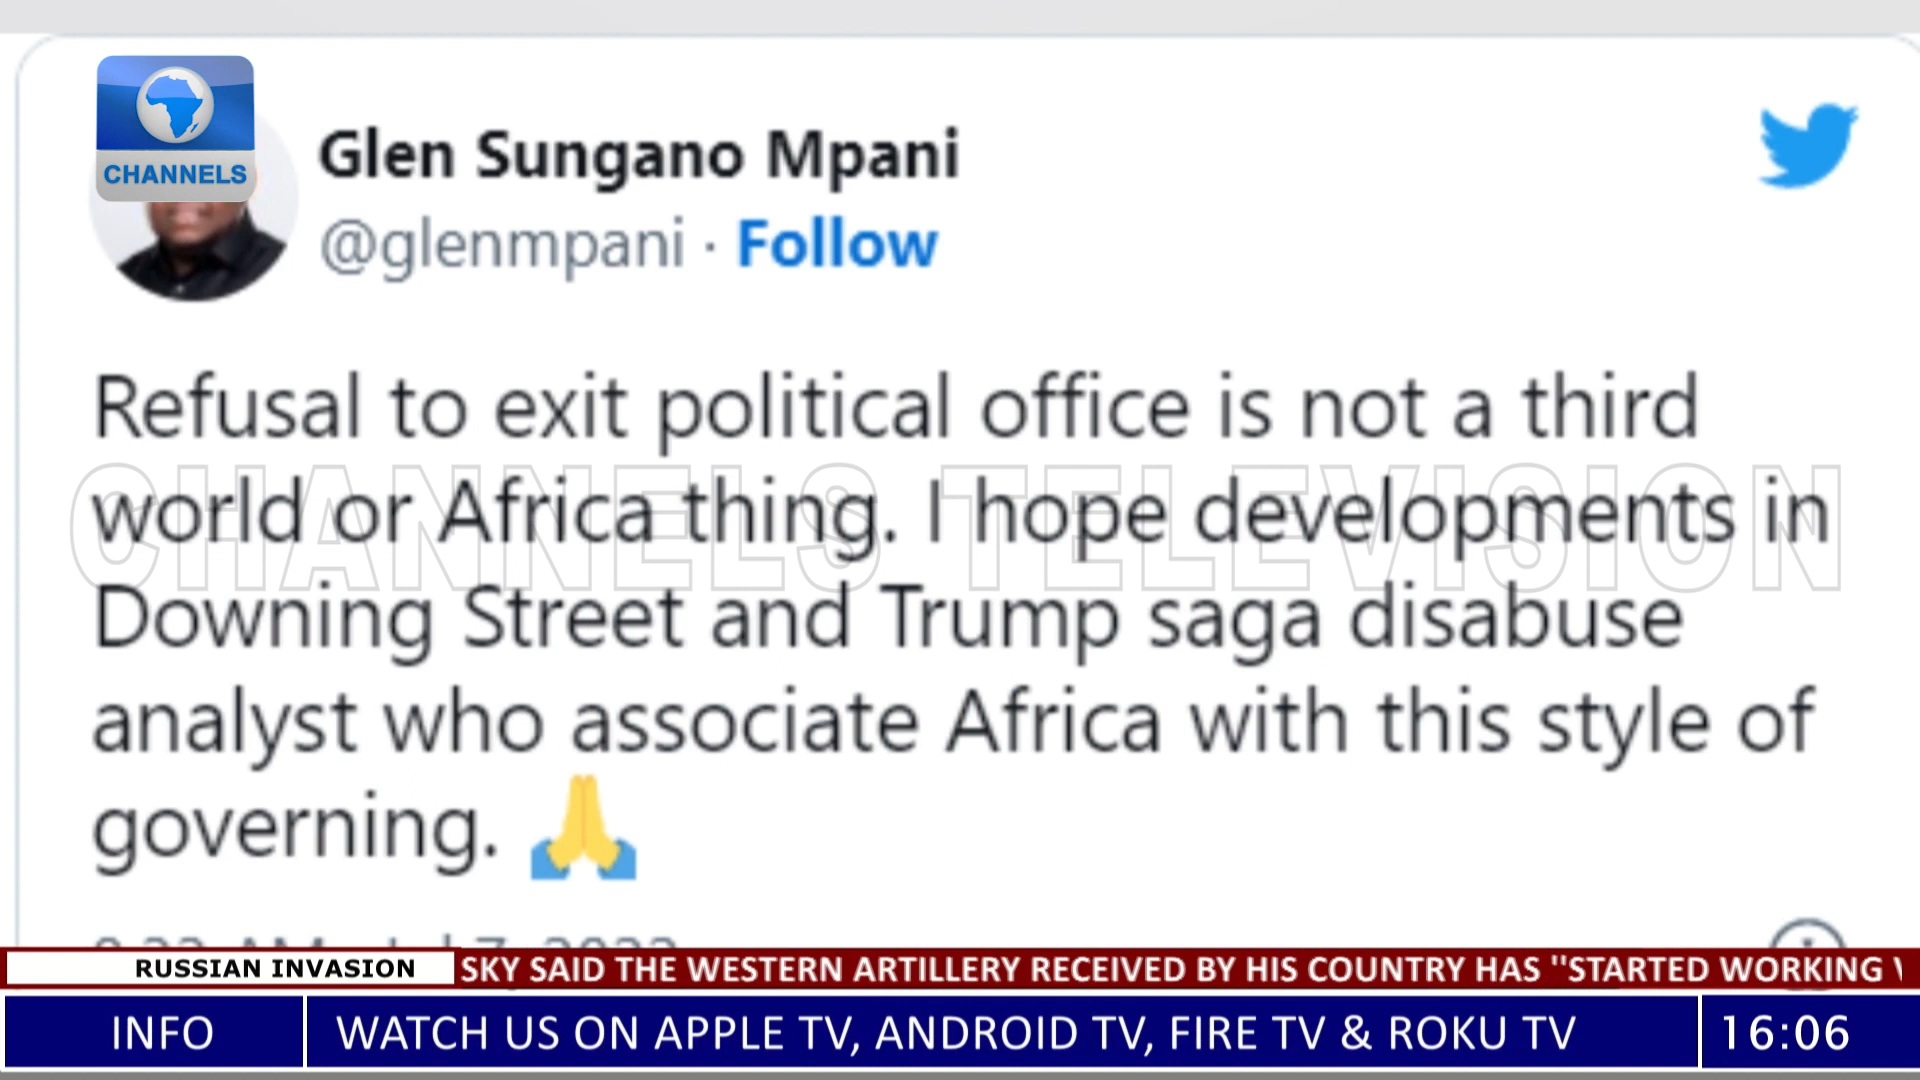 CHANNELS
Glen Sungano Mpani
@glenmpani · Follow
Refusal to exit political office is not a third
world or Africa thing. I hope developments in
Downing Street and Trump saga disabuse
analyst who associate Africa with this style of
governing. 🙏
CHANNELS TELEVISION
RUSSIAN INVASION
SKY SAID THE WESTERN ARTILLERY RECEIVED BY HIS COUNTRY HAS "STARTED WORKING
INFO
WATCH US ON APPLE TV, ANDROID TV, FIRE TV & ROKU TV
16:06